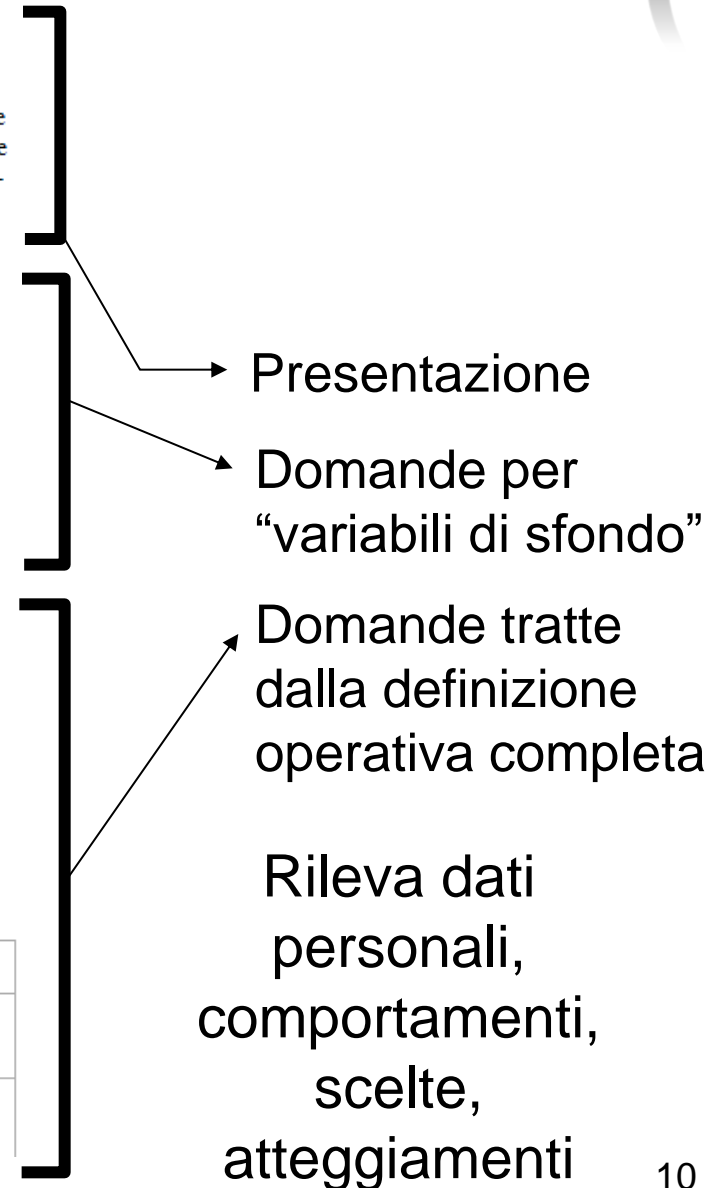 e
e
-
Presentazione
Domande per
“variabili di sfondo”
Domande tratte
dalla definizione
operativa completa
Rileva dati
personali,
comportamenti,
scelte,
atteggiamenti
10